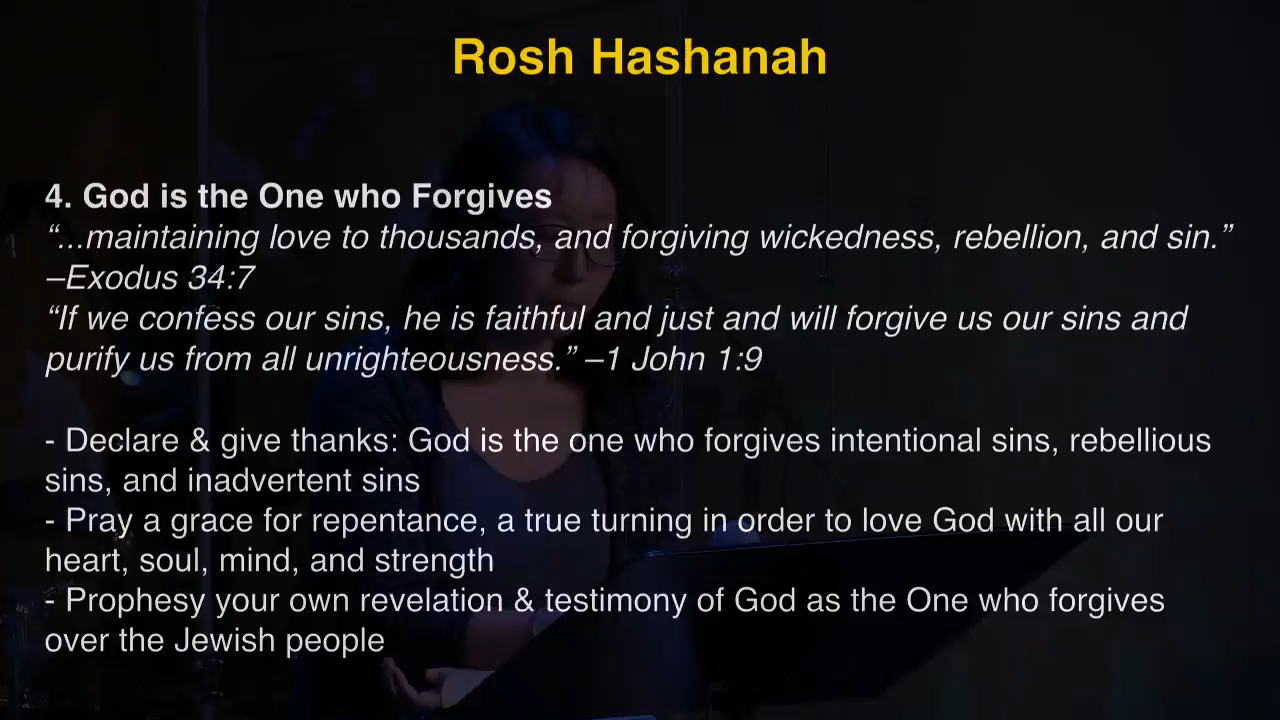 Rosh Hashanah
4. God is the One who Forgives
“...maintaining love to thousands, and forgiving wickedness, rebellion, and sin.”
–Exodus 34:7
“If we confess our sins, he is faithful and just and will forgive us our sins and
purify us from all unrighteousness.” –1 John 1:9
- Declare & give thanks: God is the one who forgives intentional sins, rebellious
sins, and inadvertent sins
- Pray a grace for repentance, a true turning in order to love God with all our
heart, soul, mind, and strength
- Prophesy your own revelation & testimony of God as the One who forgives
over the Jewish people